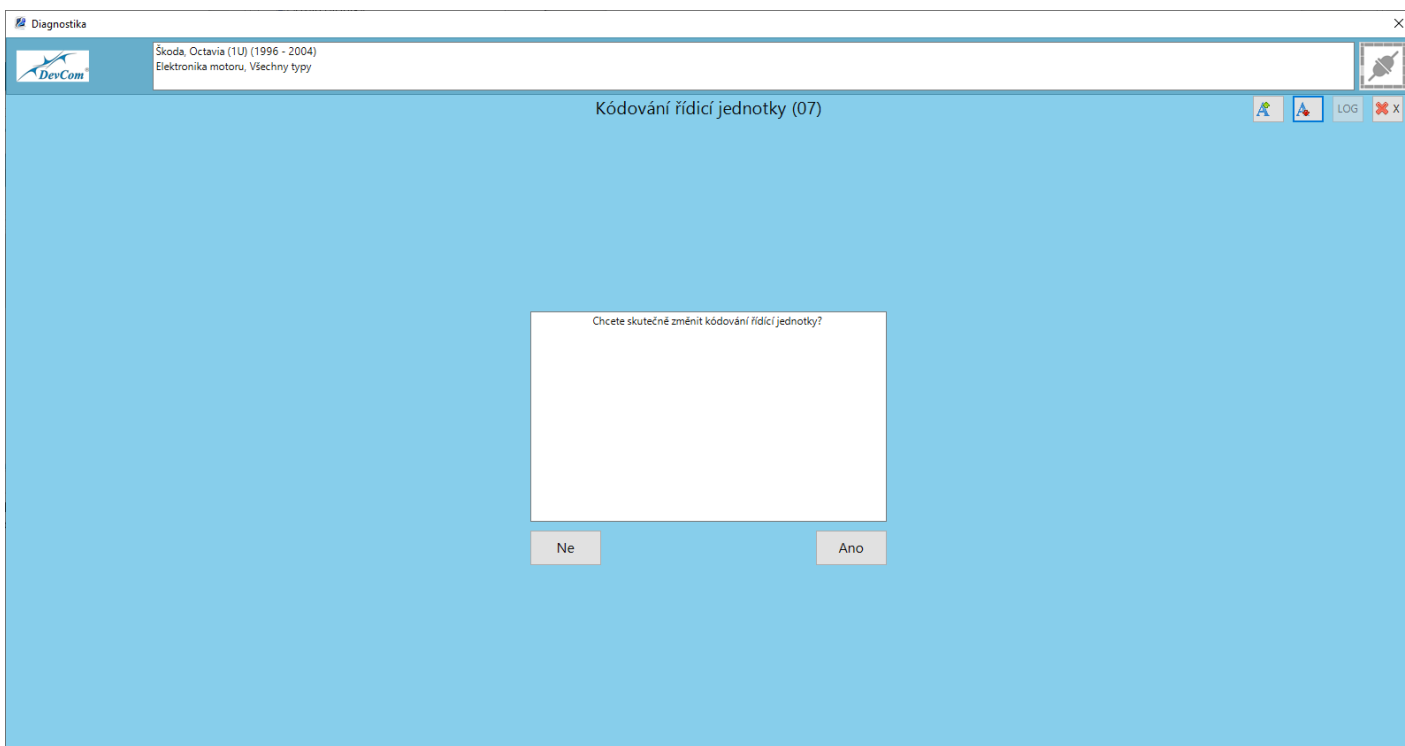 Diagnostika
DevCom
Škoda, Octavia (1U) (1996 - 2004)
Elektronika motoru, Všechny typy
Kódování řídicí jednotky (07)
LOG
X
Chcete skutečně změnit kódování řídící jednotky?
Ne
Ano